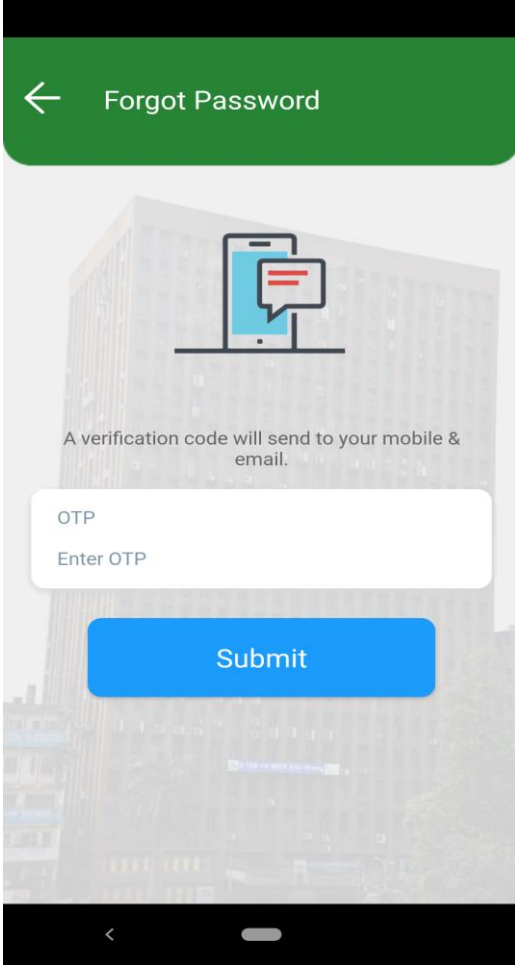 Forgot Password
A verification code will send to your mobile &
email.
OTP
Enter OTP
Submit